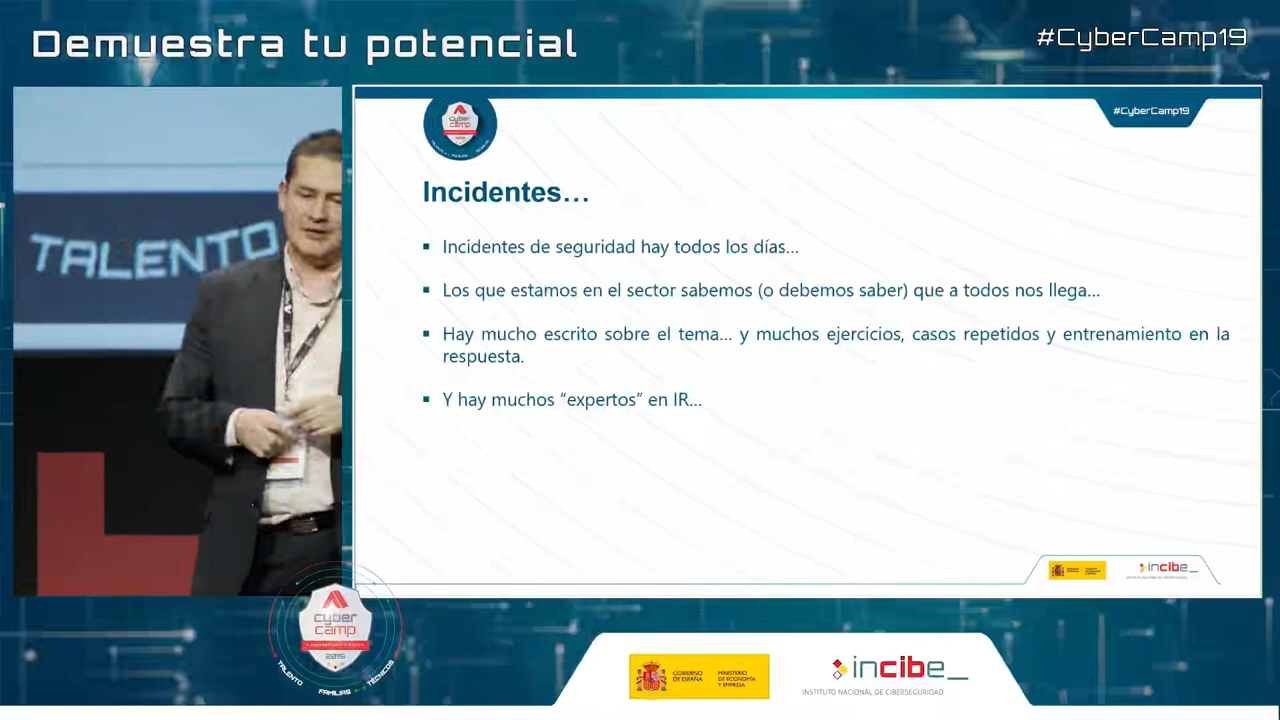 Demuestra tu potencial
#CyberCamp19
TALENTO
cyber
camp
#CyberCamp19
Incidentes…
▪ Incidentes de seguridad hay todos los días…
▪ Los que estamos en el sector sabemos (o debemos saber) que a todos nos llega…
▪ Hay mucho escrito sobre el tema… y muchos ejercicios, casos repetidos y entrenamiento en la
respuesta.
▪ Y hay muchos “expertos” en IR…
incibe_
cyber
camp
2019
TALENTO
FAMILIAS
TÉCNICOS
GOBIERNO
DE ESPAÑA
MINISTERIO
DE ECONOMÍA
Y EMPRESA
incibe_
INSTITUTO NACIONAL DE CIBERSEGURIDAD